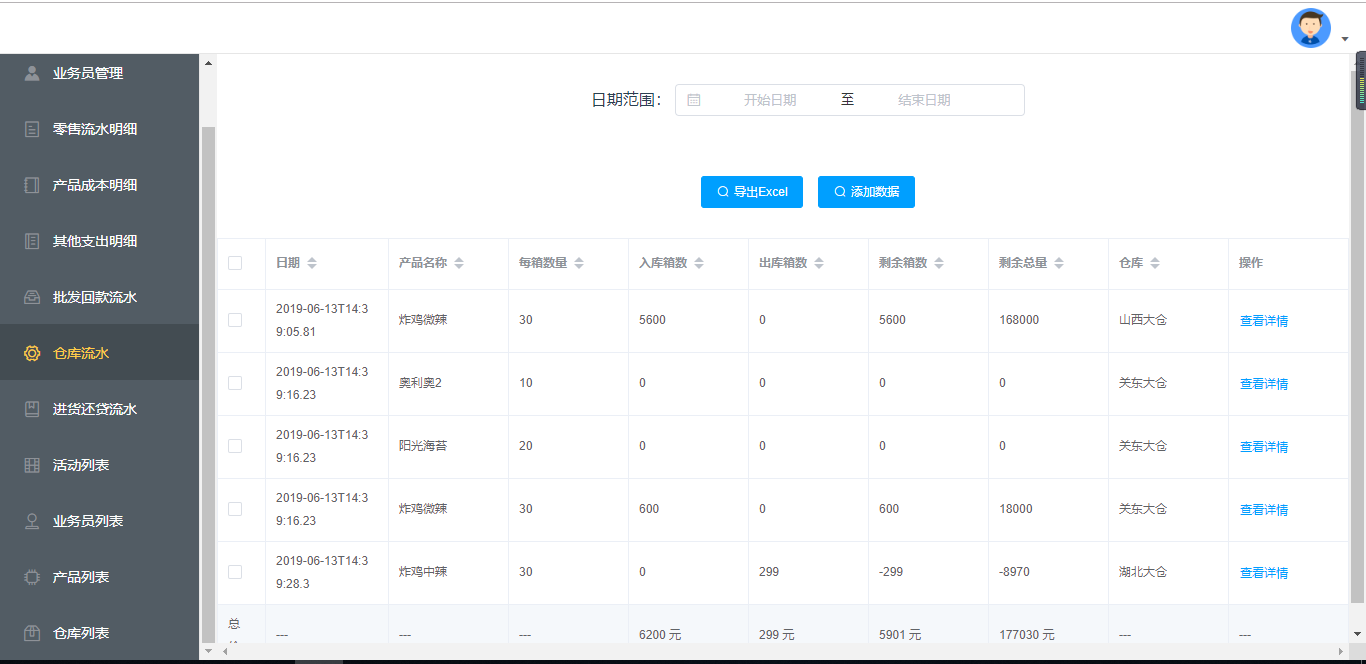 业务员管理
零售流水明细
产品成本明细
其他支出明细
批发回款流水
仓库流水
进货还贷流水
活动列表
业务员列表
产品列表
仓库列表
日期范围： 开始日期 至 结束日期
导出Excel 添加数据
日期 产品名称 每箱数量 入库箱数 出库箱数 剩余箱数 剩余总量 仓库 操作
2019-06-13T14:3
9:05.81 炸鸡微辣 30 5600 0 5600 168000 山西大仓 查看详情
2019-06-13T14:3
9:16.23 奥利奥2 10 0 0 0 0 关东大仓 查看详情
2019-06-13T14:3
9:16.23 阳光海苔 20 0 0 0 0 关东大仓 查看详情
2019-06-13T14:3
9:16.23 炸鸡微辣 30 600 0 600 18000 关东大仓 查看详情
2019-06-13T14:3
9:28.3 炸鸡中辣 30 0 299 -299 -8970 湖北大仓 查看详情
总 --- --- --- 6200 元 299 元 5901 元 177030 元 --- ---